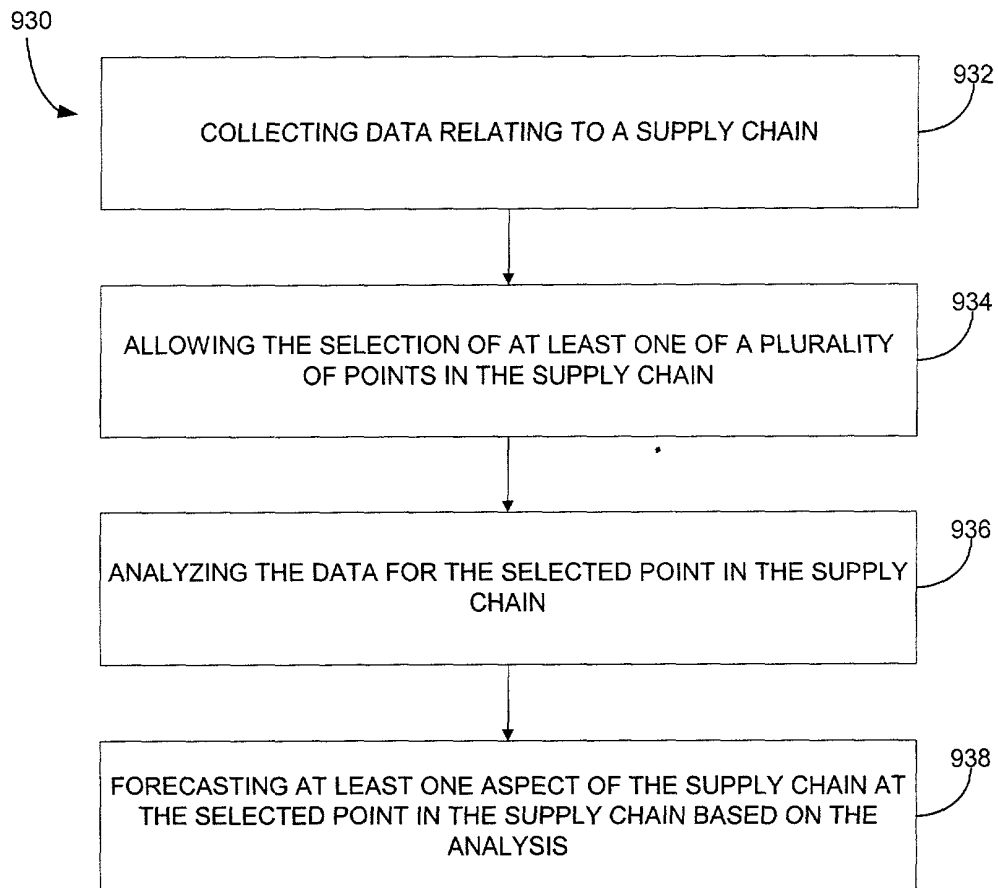 930
932
COLLECTING DATA RELATING TO A SUPPLY CHAIN
934
ALLOWING THE SELECTION OF AT LEAST ONE OF A PLURALITY
OF POINTS IN THE SUPPLY CHAIN
936
ANALYZING THE DATA FOR THE SELECTED POINT IN THE SUPPLY
CHAIN
938
FORECASTING AT LEAST ONE ASPECT OF THE SUPPLY CHAIN AT
THE SELECTED POINT IN THE SUPPLY CHAIN BASED ON THE
ANALYSIS